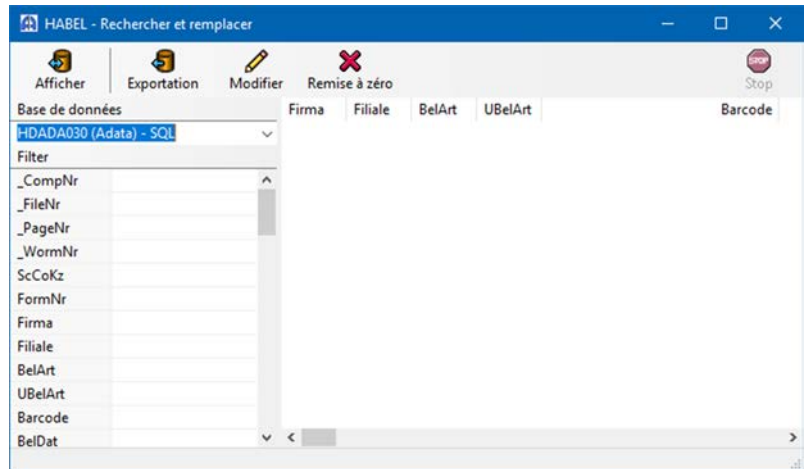 HABEL - Rechercher et remplacer
Afficher Exportation Modifier Remise à zéro STOP Stop
Base de données
HDADA030 (Adata) - SQL
Filter
_CompNr
_FileNr
_PageNr
_WormNr
ScCoKz
FormNr
Firma
Filiale
BelArt
UBelArt
Barcode
BelDat
Firma Filiale BelArt UBelArt Barcode